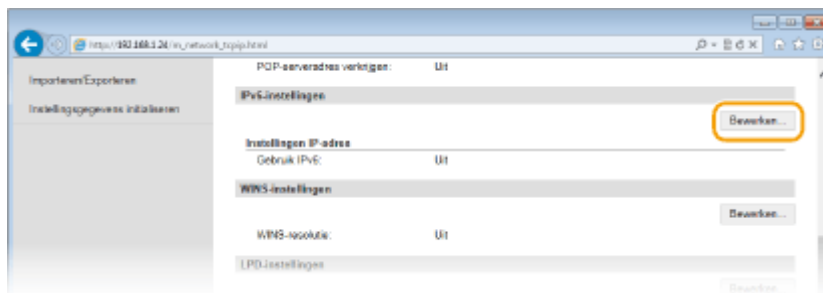 http://192.168.1.24/m_network_tcpip.html
POP-serveradres verkrijgen: Uit
Importeren/Exporteren
IPv6-instellingen
Instellingsgegevens initialiseren
Bewerken...
Instellingen IP-adres
Gebruik IPv6: Uit
WINS-instellingen
Bewerken...
WINS-resolutie: Uit
LPD-instellingen
Bewerken...